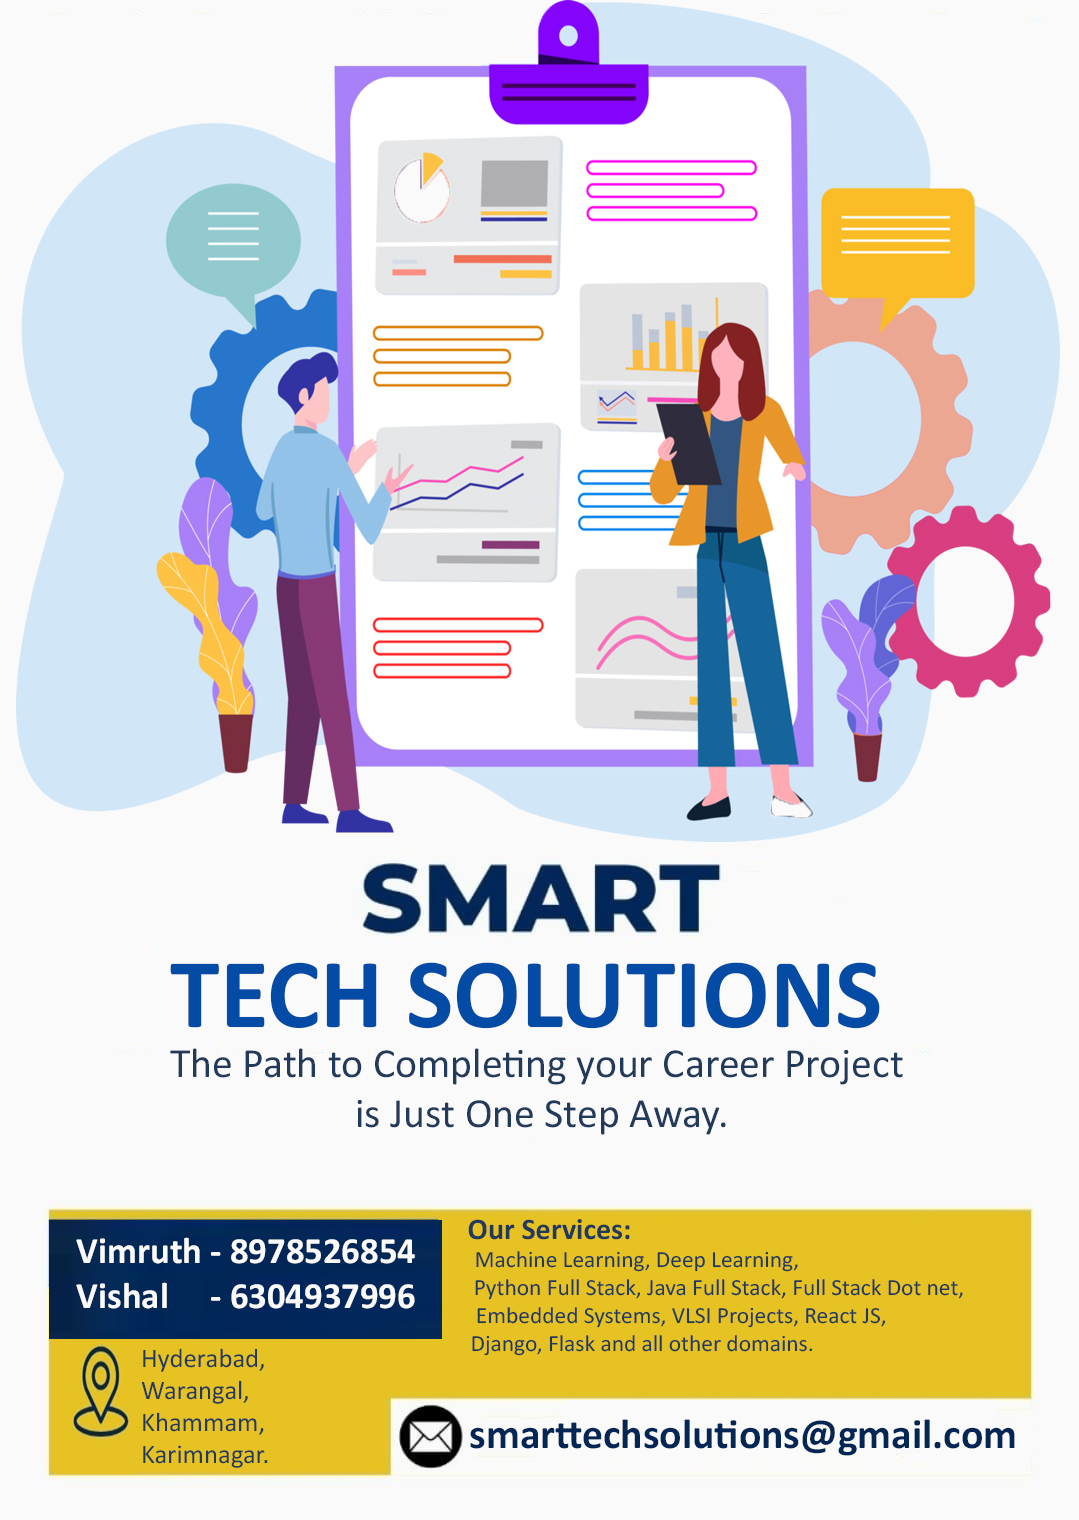 SMART
TECH SOLUTIONS
The Path to Completing your Career Project
is Just One Step Away.
Vimruth - 8978526854
Vishal - 6304937996
Hyderabad,
Warangal,
Khammam,
Karimnagar.
Our Services:
Machine Learning, Deep Learning,
Python Full Stack, Java Full Stack, Full Stack Dot net,
Embedded Systems, VLSI Projects, React JS,
Django, Flask and all other domains.
smarttechsolutions@gmail.com